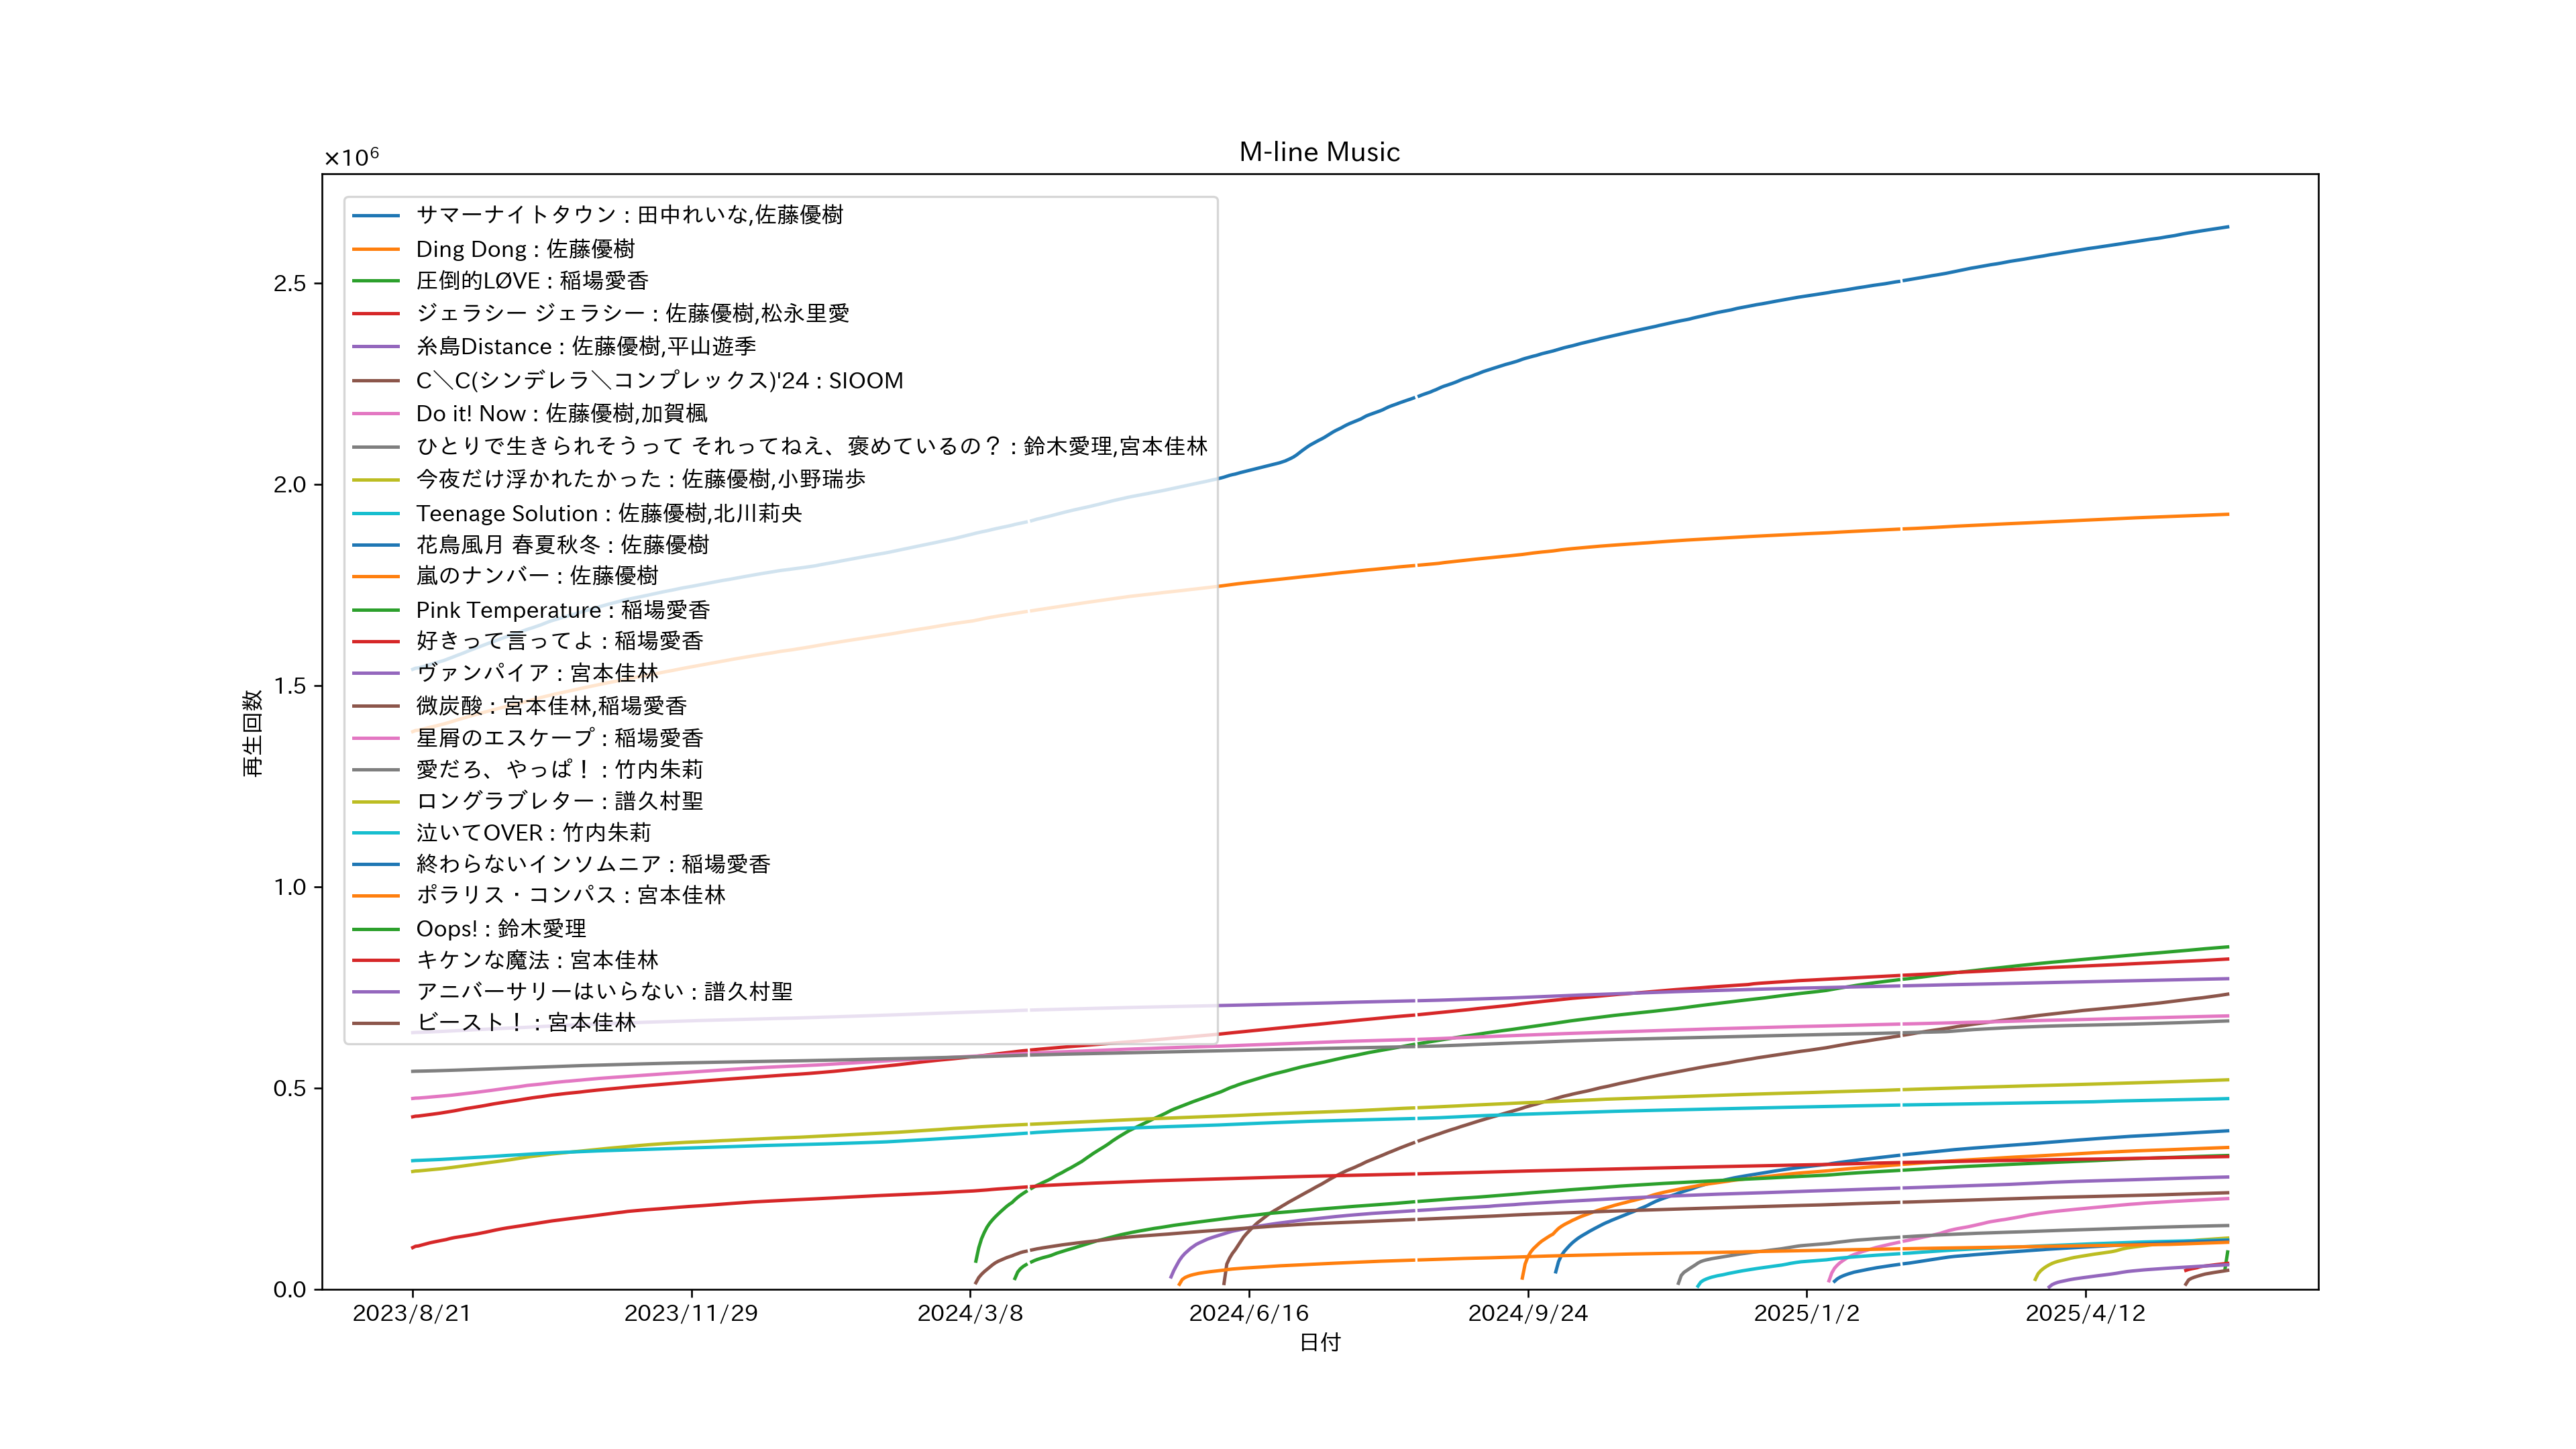 M-line Music
×10⁶
サマーナイトタウン : 田中れいな,佐藤優樹
Ding Dong : 佐藤優樹
圧倒的LØVE : 稲場愛香
ジェラシー ジェラシー : 佐藤優樹,松永里愛
糸島Distance : 佐藤優樹,平山遊季
C＼C(シンデレラ＼コンプレックス)'24 : SIOOM
Do it! Now : 佐藤優樹,加賀楓
ひとりで生きられそうって それってねえ、褒めているの？ : 鈴木愛理,宮本佳林
今夜だけ浮かれたかった : 佐藤優樹,小野瑞歩
Teenage Solution : 佐藤優樹,北川莉央
花鳥風月 春夏秋冬 : 佐藤優樹
嵐のナンバー : 佐藤優樹
Pink Temperature : 稲場愛香
好きって言ってよ : 稲場愛香
ヴァンパイア : 宮本佳林
微炭酸 : 宮本佳林,稲場愛香
星屑のエスケープ : 稲場愛香
愛だろ、やっぱ！ : 竹内朱莉
ロングラブレター : 譜久村聖
泣いてOVER : 竹内朱莉
終わらないインソムニア : 稲場愛香
ポラリス・コンパス : 宮本佳林
Oops! : 鈴木愛理
キケンな魔法 : 宮本佳林
アニバーサリーはいらない : 譜久村聖
ビースト！ : 宮本佳林
2.5
2.0
1.5
1.0
0.5
0.0
再生回数
2023/8/21
2023/11/29
2024/3/8
2024/6/16
2024/9/24
2025/1/2
2025/4/12
日付